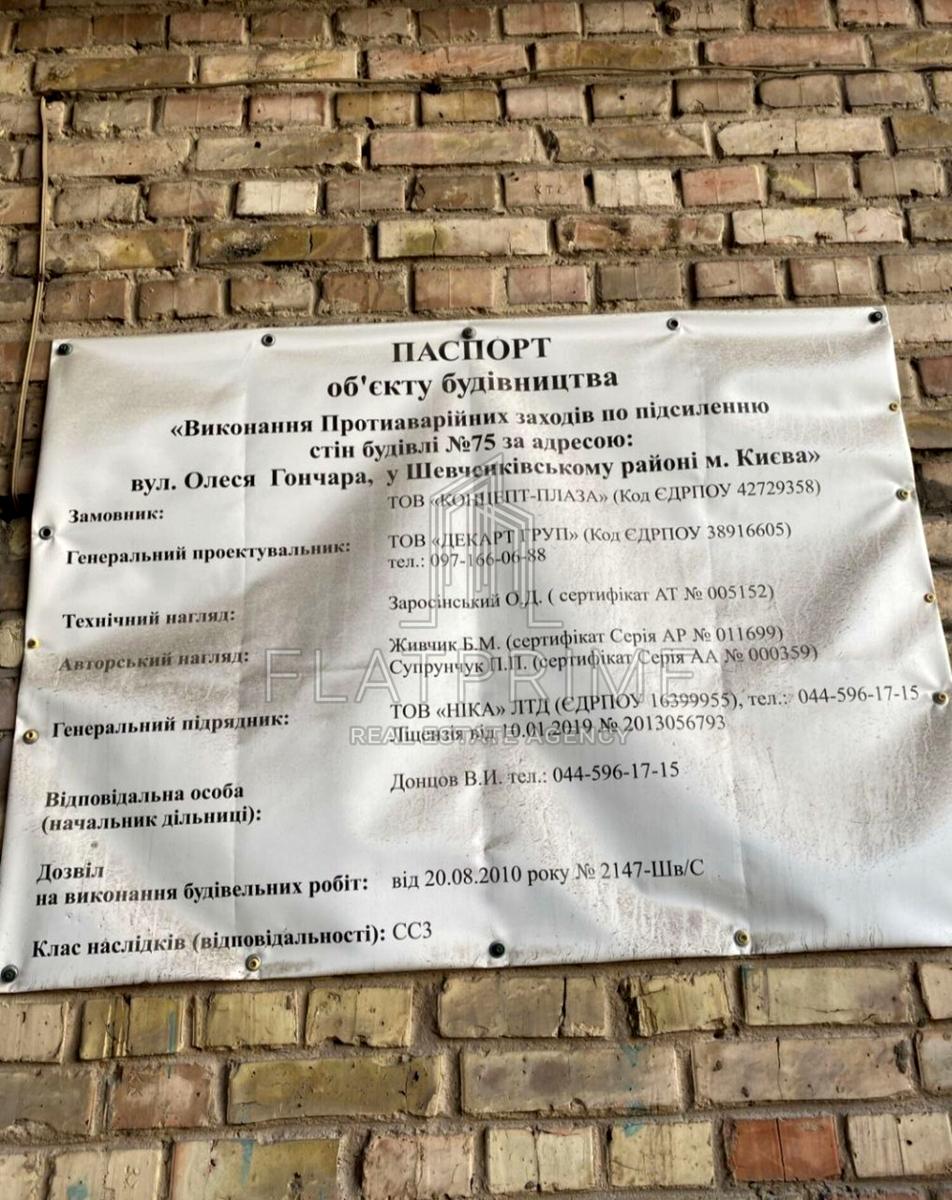 ПАСПОРТ
об'єкту будівництва
«Виконання Протиаварійних заходів по підсиленню
стін будівлі №75 за адресою:
вул. Олеся Гончара, у Шевченківському районі м. Києва»
Замовник: ТОВ «КОНЦЕПТ-ПЛАЗА» (Код ЄДРПОУ 42729358)
Генеральний проектувальник: ТОВ «ДЕКАРТ ГРУП» (Код ЄДРПОУ 38916605)
тел.: 097-166-06-88
Технічний нагляд: Заросінський О.Д. ( сертифікат АТ № 005152)
Авторський нагляд: Живчик Б.М. (сертифікат Серія АР № 011699)
Супрунчук П.П. (сертифікат Серія АА № 000359)
FLATPRIME
Генеральний підрядник: ТОВ «НІКА» ЛТД (ЄДРПОУ 16399955), тел.: 044-596-17-15
Ліцензія від 10.01.2019 № 2013056793
REAL ESTATE AGENCY
Відповідальна особа Донцов В.И. тел.: 044-596-17-15
(начальник дільниці):
Дозвіл
на виконання будівельних робіт: від 20.08.2010 року № 2147-Шв/С
Клас наслідків (відповідальності): СС3